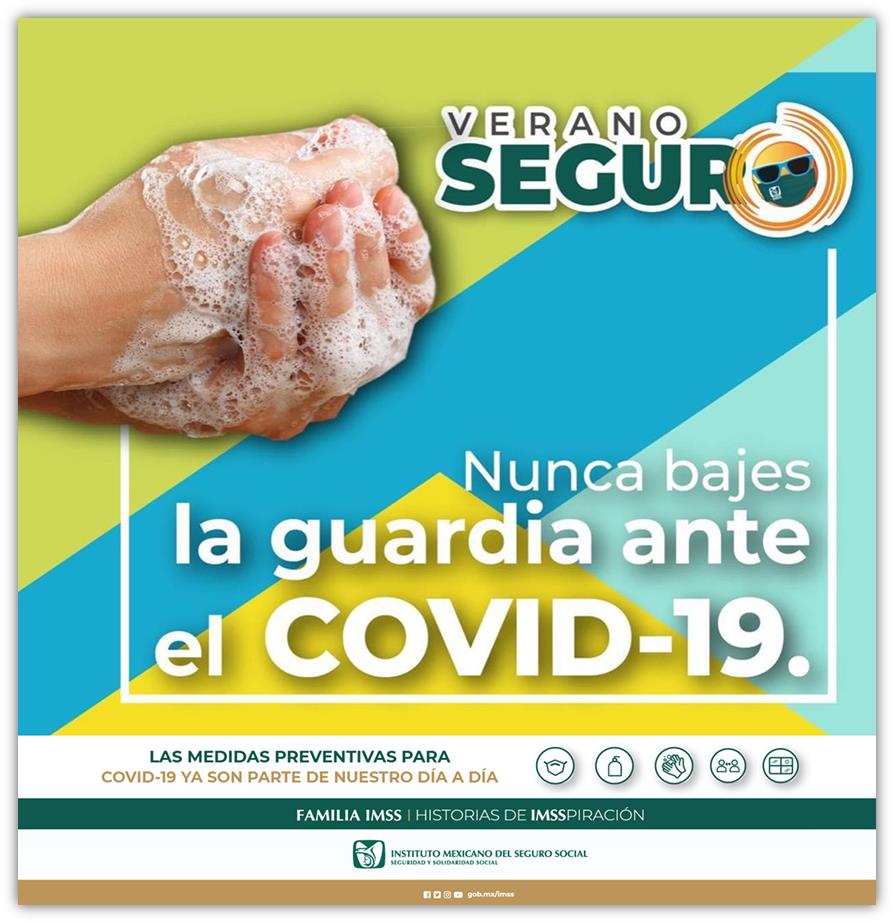 VERANO
SEGURO
Nunca bajes
la guardia ante
el COVID-19.
LAS MEDIDAS PREVENTIVAS PARA
COVID-19 YA SON PARTE DE NUESTRO DÍA A DÍA
FAMILIA IMSS | HISTORIAS DE IMSSPIRACIÓN
INSTITUTO MEXICANO DEL SEGURO SOCIAL
SEGURIDAD Y SOLIDARIDAD SOCIAL
gob.mx/imss